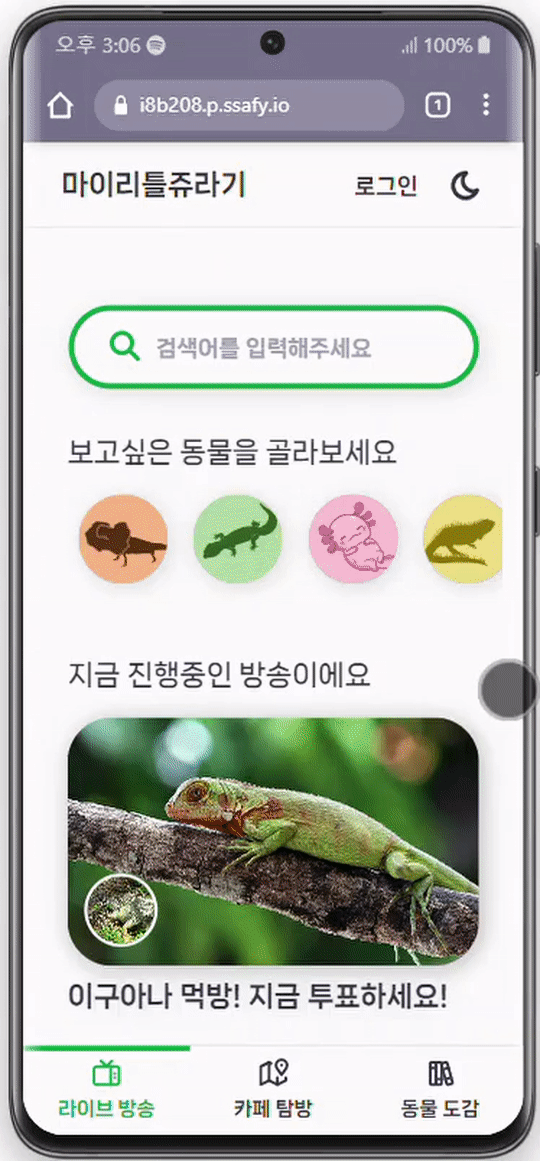 오후 3:06 100%
i8b208.p.ssafy.io 1
마이리틀쥬라기 로그인
검색어를 입력해주세요
보고싶은 동물을 골라보세요
지금 진행중인 방송이에요
이구아나 먹방! 지금 투표하세요!
라이브 방송 카페 탐방 동물 도감